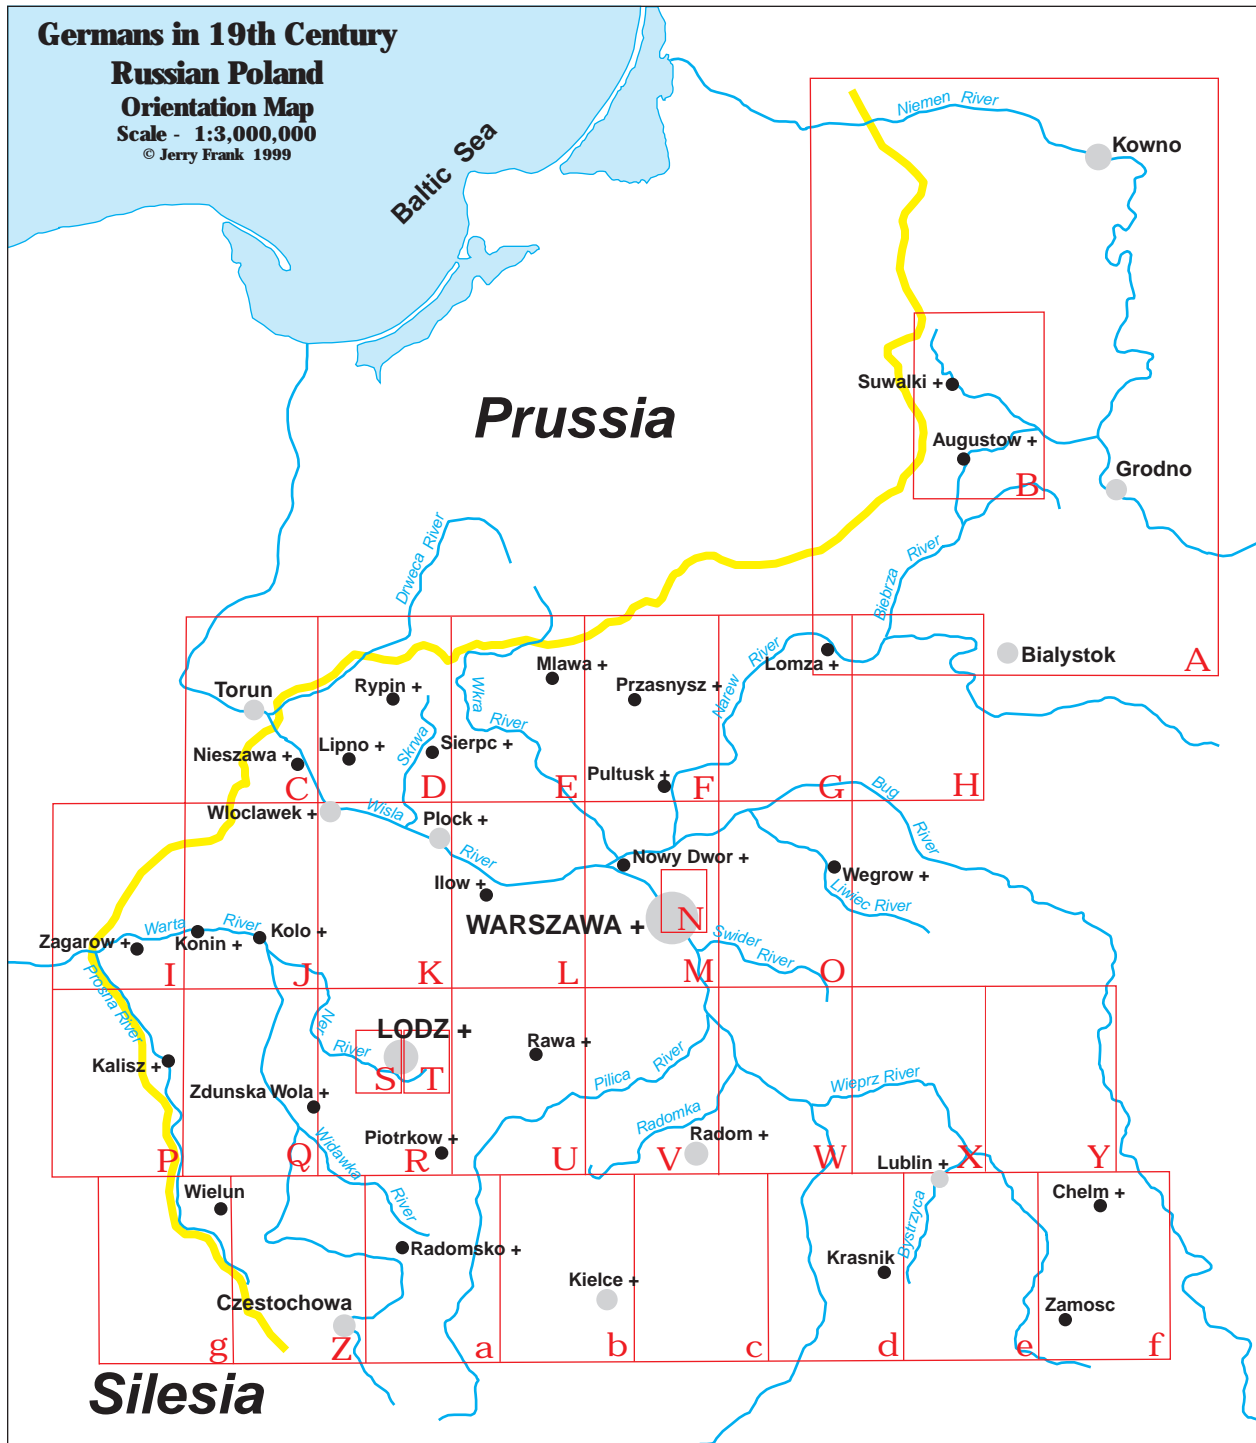 Germans in 19th Century
Russian Poland
Orientation Map
Scale - 1:3,000,000
© Jerry Frank 1999
Baltic Sea
Niemen River
Kowno
Prussia
Suwalki +
Augustow +
B
Grodno
Drweca River
Biebrza River
Bialystok
A
Torun
Rypin +
Mlawa +
Przasnysz +
Narew River
Lomza +
Wkra River
Nieszawa +
Lipno +
Skrwa
Sierpc +
Pultusk +
C
D
E
F
G
H
Bug River
Wloclawek +
Wisla River
Plock +
Nowy Dwor +
Wegrow +
Liwiec River
Ilow +
WARSZAWA +
N
Swider River
Zagarow +
Warta River
Konin +
Kolo +
I
J
K
L
M
O
Prosna River
Ner River
LODZ +
S
T
Rawa +
Pilica River
Kalisz +
Zdunska Wola +
Wieprz River
Radomka
Radom +
Piotrkow +
Widawka River
Lublin +
P
Q
R
U
V
W
X
Y
Wielun
Chelm +
Bystrzyca
Radomsko +
Krasnik
Kielce +
Czestochowa
Zamosc
g
Z
a
b
c
d
e
f
Silesia